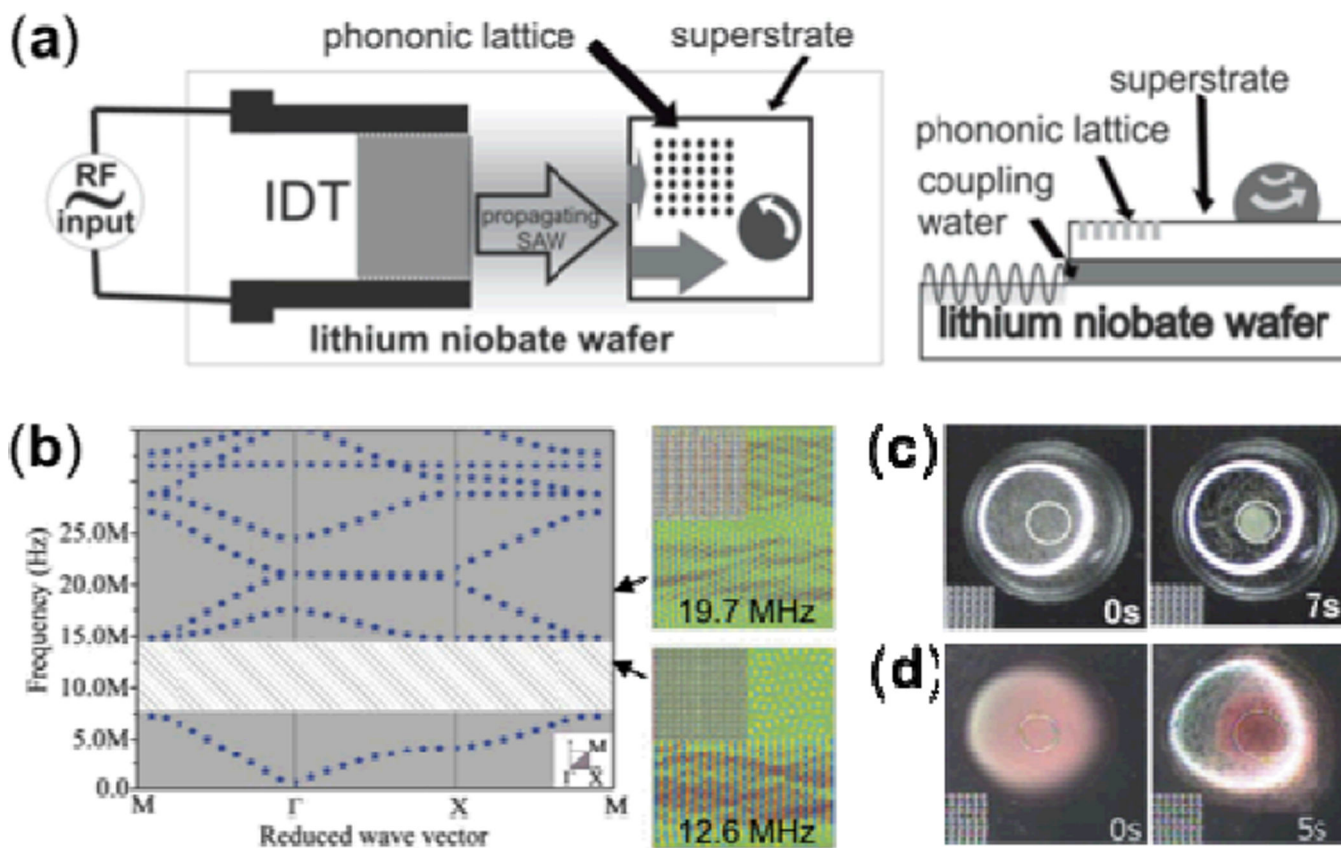 (a)
phononic lattice
superstrate
RF
input
IDT
propagating
SAW
lithium niobate wafer
superstrate
phononic lattice
coupling
water
lithium niobate wafer
(b)
Frequency (Hz)
25.0M
20.0M
15.0M
10.0M
5.0M
0.0
M
Γ
X
M
Reduced wave vector
M
Γ
X
19.7 MHz
12.6 MHz
(c)
0s
7s
(d)
0s
5s